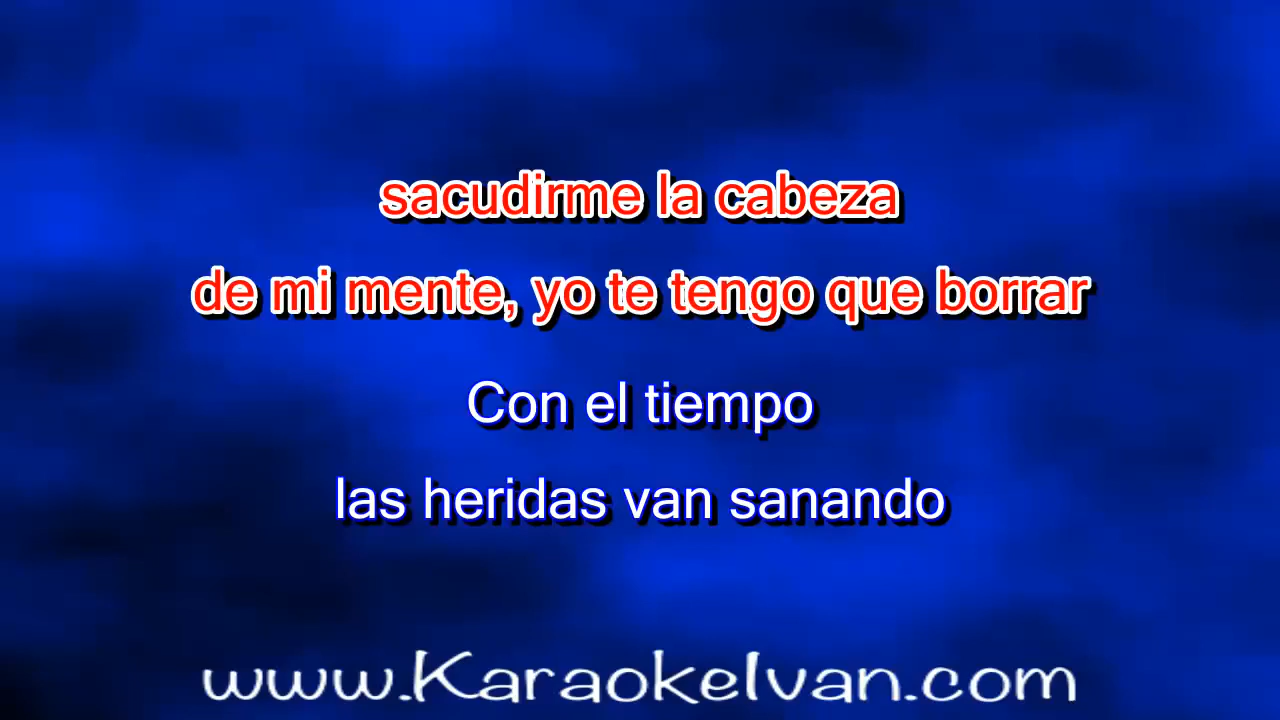 sacudirme la cabeza
de mi mente, yo te tengo que borrar
Con el tiempo
las heridas van sanando
www.KaraokeIvan.com